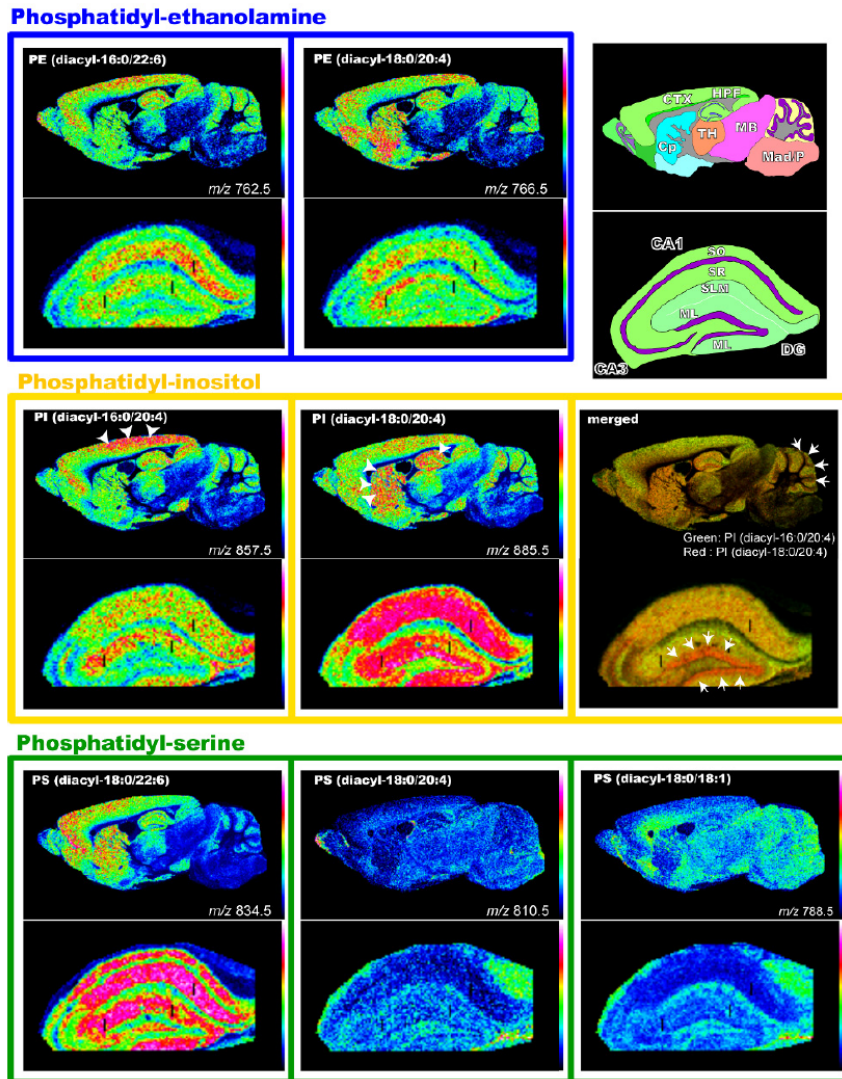 Phosphatidyl-ethanolamine
PE (diacyl-16:0/22:6)
m/z 762.5
PE (diacyl-18:0/20:4)
m/z 766.5
CTX
HPF
Cp
TH
MB
Mad/P
CA1
SO
SR
SLM
ML
ML
DG
CA3
Phosphatidyl-inositol
PI (diacyl-16:0/20:4)
m/z 857.5
PI (diacyl-18:0/20:4)
m/z 885.5
merged
Green: PI (diacyl-16:0/20:4)
Red : PI (diacyl-18:0/20:4)
Phosphatidyl-serine
PS (diacyl-18:0/22:6)
m/z 834.5
PS (diacyl-18:0/20:4)
m/z 810.5
PS (diacyl-18:0/18:1)
m/z 788.5